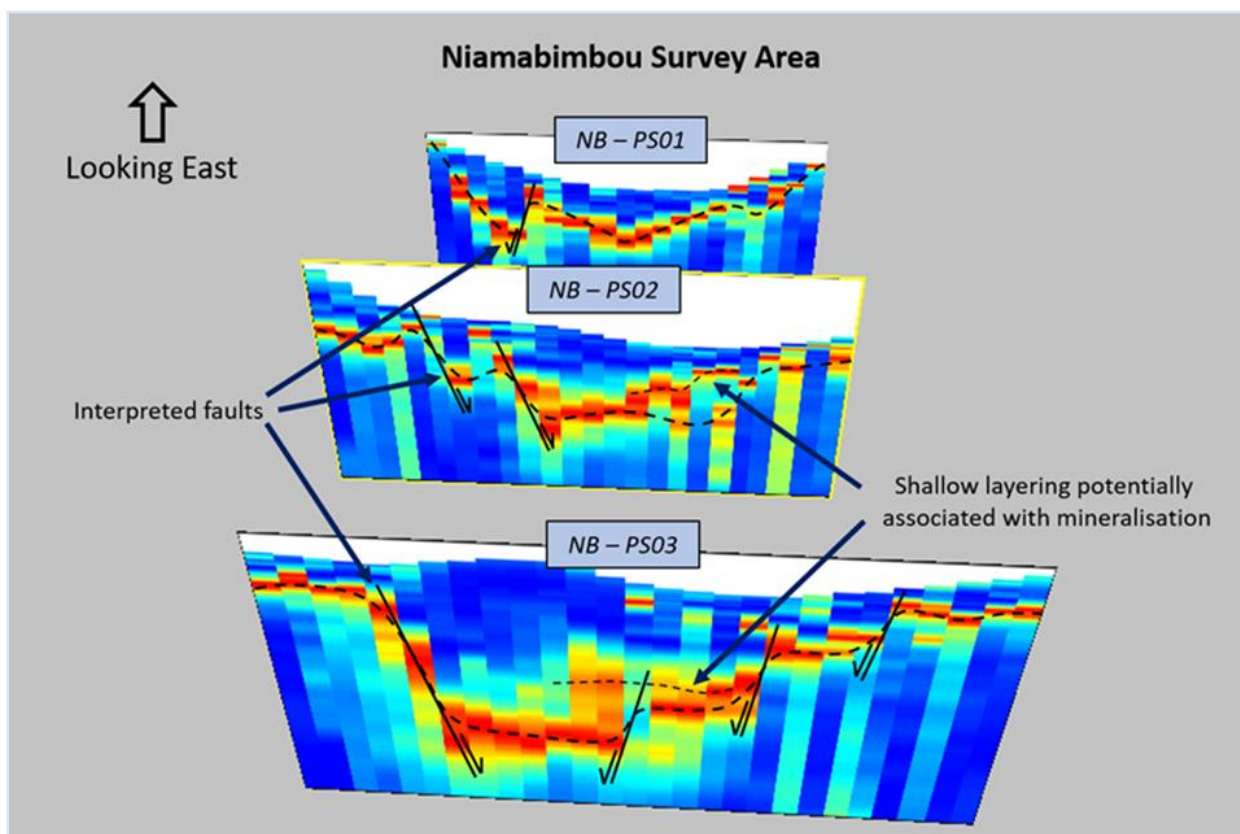 Niamabimbou Survey Area
Looking East
NB – PS01
NB – PS02
Interpreted faults
Shallow layering potentially
associated with mineralisation
NB – PS03